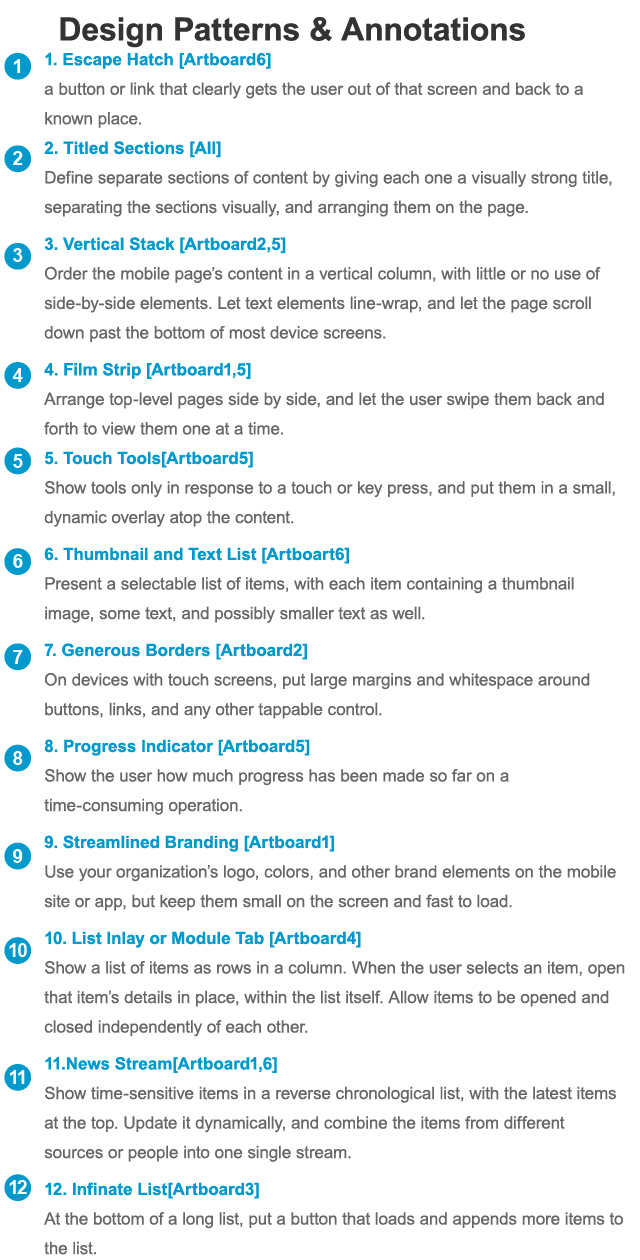 Design Patterns & Annotations
1
1. Escape Hatch [Artboard6]
a button or link that clearly gets the user out of that screen and back to a
known place.
2
2. Titled Sections [All]
Define separate sections of content by giving each one a visually strong title,
separating the sections visually, and arranging them on the page.
3
3. Vertical Stack [Artboard2,5]
Order the mobile page’s content in a vertical column, with little or no use of
side-by-side elements. Let text elements line-wrap, and let the page scroll
down past the bottom of most device screens.
4
4. Film Strip [Artboard1,5]
Arrange top-level pages side by side, and let the user swipe them back and
forth to view them one at a time.
5
5. Touch Tools[Artboard5]
Show tools only in response to a touch or key press, and put them in a small,
dynamic overlay atop the content.
6
6. Thumbnail and Text List [Artboart6]
Present a selectable list of items, with each item containing a thumbnail
image, some text, and possibly smaller text as well.
7
7. Generous Borders [Artboard2]
On devices with touch screens, put large margins and whitespace around
buttons, links, and any other tappable control.
8
8. Progress Indicator [Artboard5]
Show the user how much progress has been made so far on a
time-consuming operation.
9
9. Streamlined Branding [Artboard1]
Use your organization’s logo, colors, and other brand elements on the mobile
site or app, but keep them small on the screen and fast to load.
10
10. List Inlay or Module Tab [Artboard4]
Show a list of items as rows in a column. When the user selects an item, open
that item’s details in place, within the list itself. Allow items to be opened and
closed independently of each other.
11
11.News Stream[Artboard1,6]
Show time-sensitive items in a reverse chronological list, with the latest items
at the top. Update it dynamically, and combine the items from different
sources or people into one single stream.
12
12. Infinate List[Artboard3]
At the bottom of a long list, put a button that loads and appends more items to
the list.